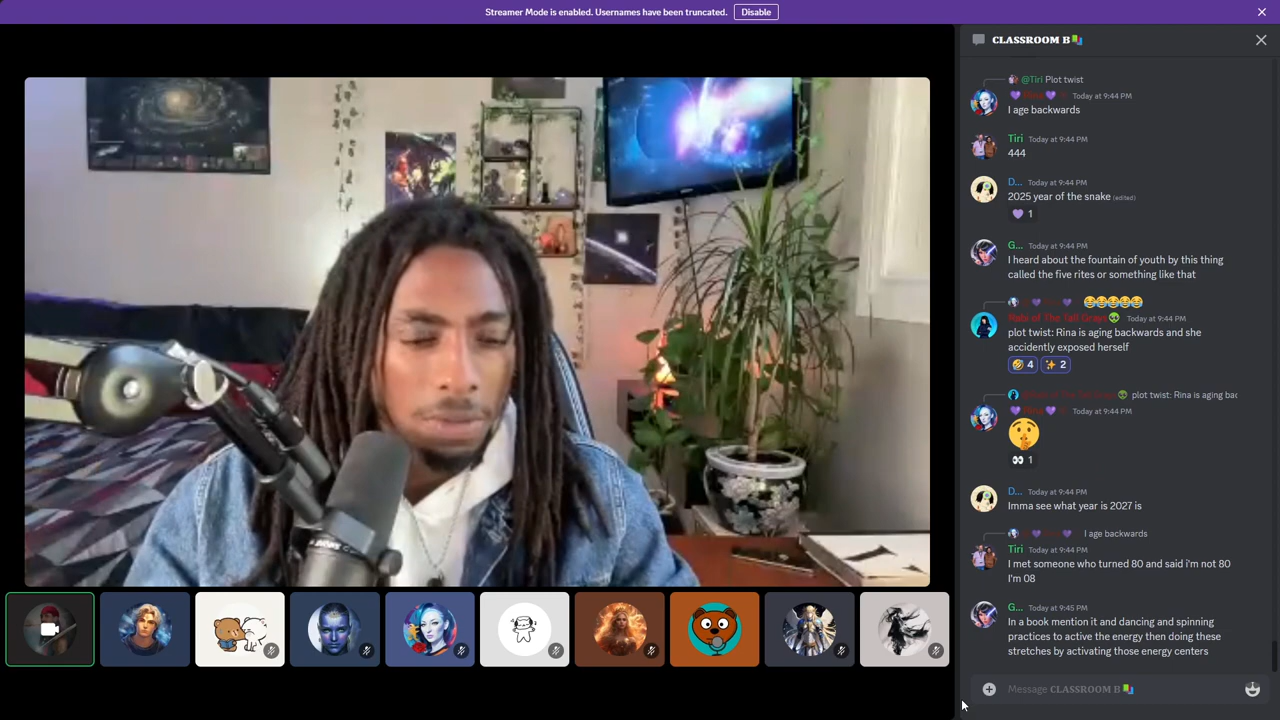 Streamer Mode is enabled. Usernames have been truncated. Disable
CLASSROOM B
@Tiri Plot twist
Today at 9:44 PM
I age backwards
Tiri Today at 9:44 PM
444
D... Today at 9:44 PM
2025 year of the snake (edited)
💜 1
G... Today at 9:44 PM
I heard about the fountain of youth by this thing
called the five rites or something like that
😂😂😂😂😂
Of The Tall Grays👽 Today at 9:44 PM
plot twist: Rina is aging backwards and she
accidently exposed herself
🤣 4 ✨ 2
plot twist: Rina is aging bac
Rina Today at 9:44 PM
🤫
👀 1
D... Today at 9:44 PM
Imma see what year is 2027 is
I age backwards
Tiri Today at 9:44 PM
I met someone who turned 80 and said i'm not 80
I'm 08
G... Today at 9:45 PM
In a book mention it and dancing and spinning
practices to active the energy then doing these
stretches by activating those energy centers
Message CLASSROOM B